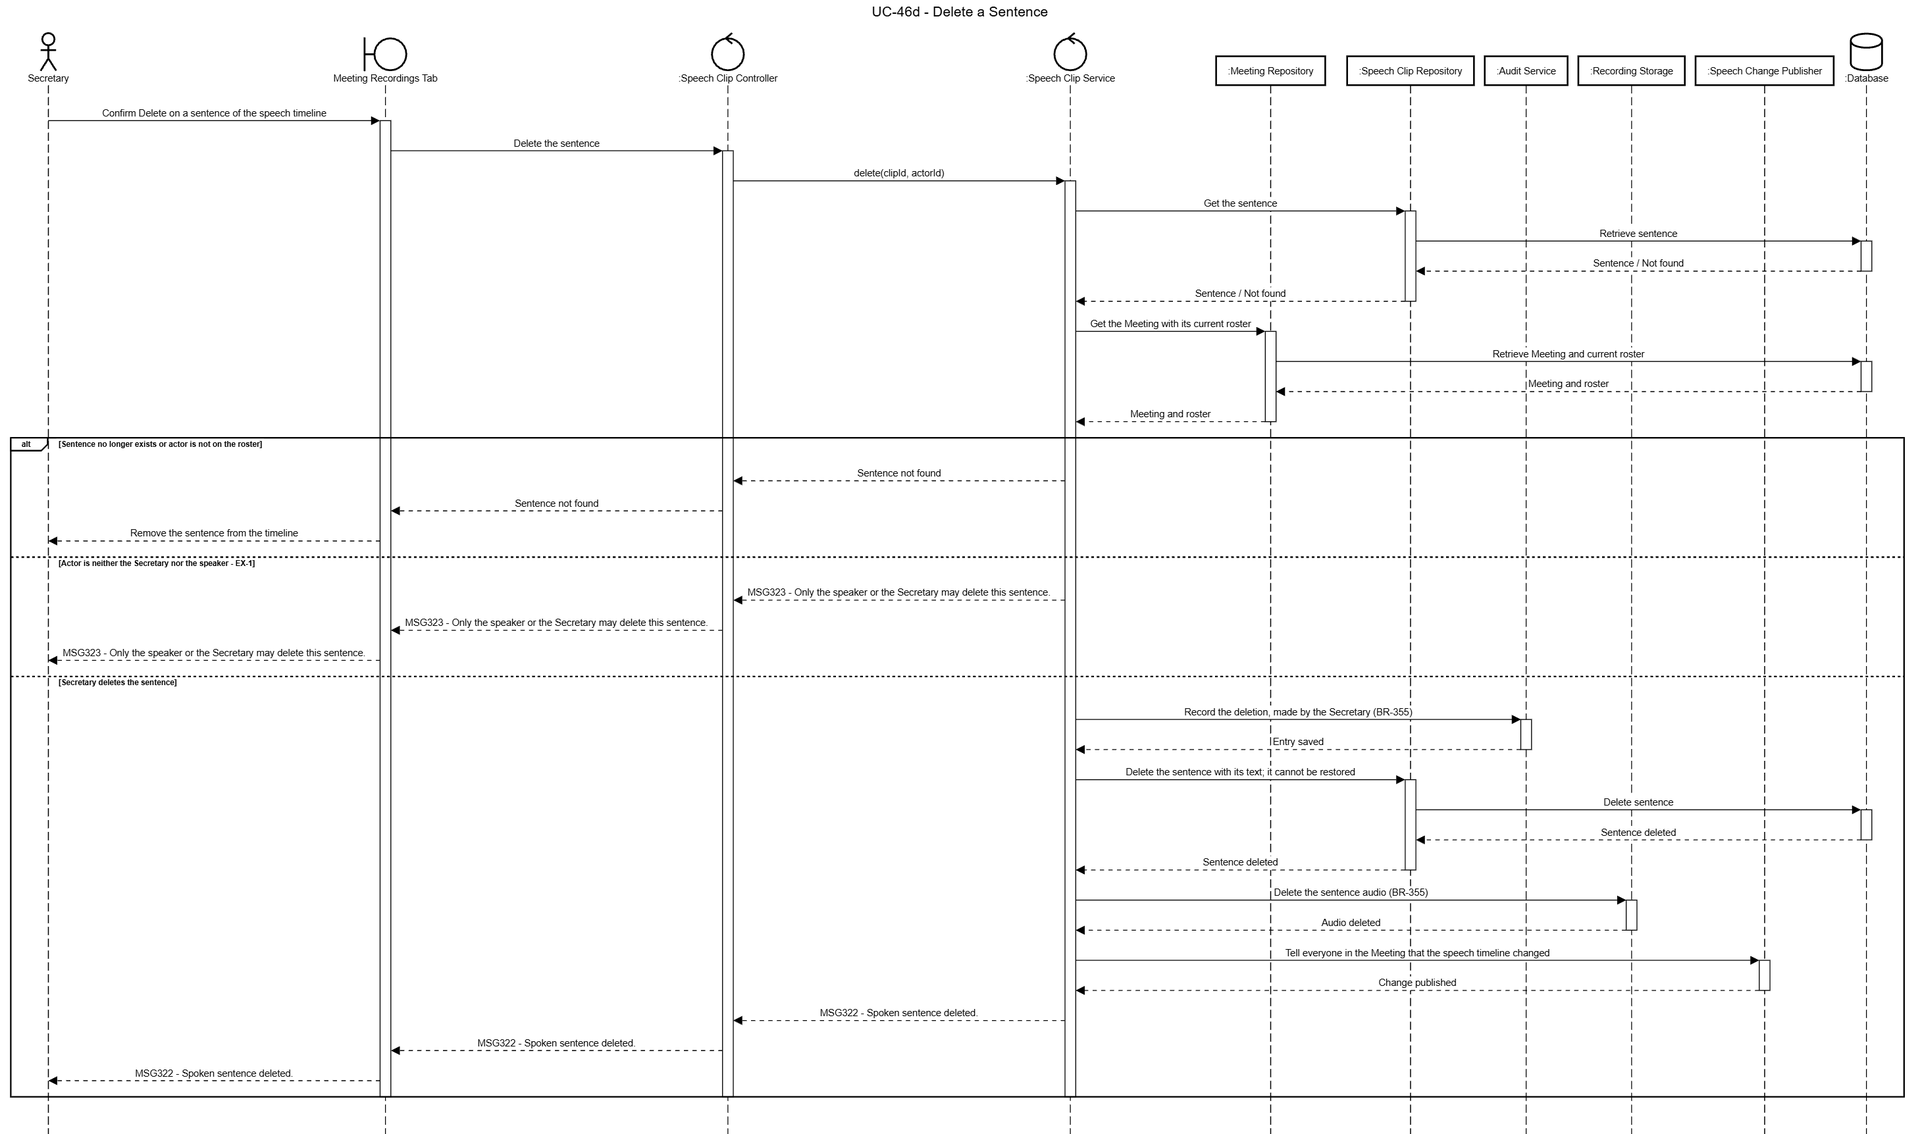 UC-46d - Delete a Sentence
Secretary
Meeting Recordings Tab
:Speech Clip Controller
:Speech Clip Service
:Meeting Repository
:Speech Clip Repository
:Audit Service
:Recording Storage
:Speech Change Publisher
:Database
Confirm Delete on a sentence of the speech timeline
Delete the sentence
delete(clipId, actorId)
Get the sentence
Retrieve sentence
Sentence / Not found
Sentence / Not found
Get the Meeting with its current roster
Retrieve Meeting and current roster
Meeting and roster
Meeting and roster
alt
[Sentence no longer exists or actor is not on the roster]
Sentence not found
Sentence not found
Remove the sentence from the timeline
[Actor is neither the Secretary nor the speaker - EX-1]
MSG323 - Only the speaker or the Secretary may delete this sentence.
MSG323 - Only the speaker or the Secretary may delete this sentence.
MSG323 - Only the speaker or the Secretary may delete this sentence.
[Secretary deletes the sentence]
Record the deletion, made by the Secretary (BR-355)
Entry saved
Delete the sentence with its text; it cannot be restored
Delete sentence
Sentence deleted
Sentence deleted
Delete the sentence audio (BR-355)
Audio deleted
Tell everyone in the Meeting that the speech timeline changed
Change published
MSG322 - Spoken sentence deleted.
MSG322 - Spoken sentence deleted.
MSG322 - Spoken sentence deleted.